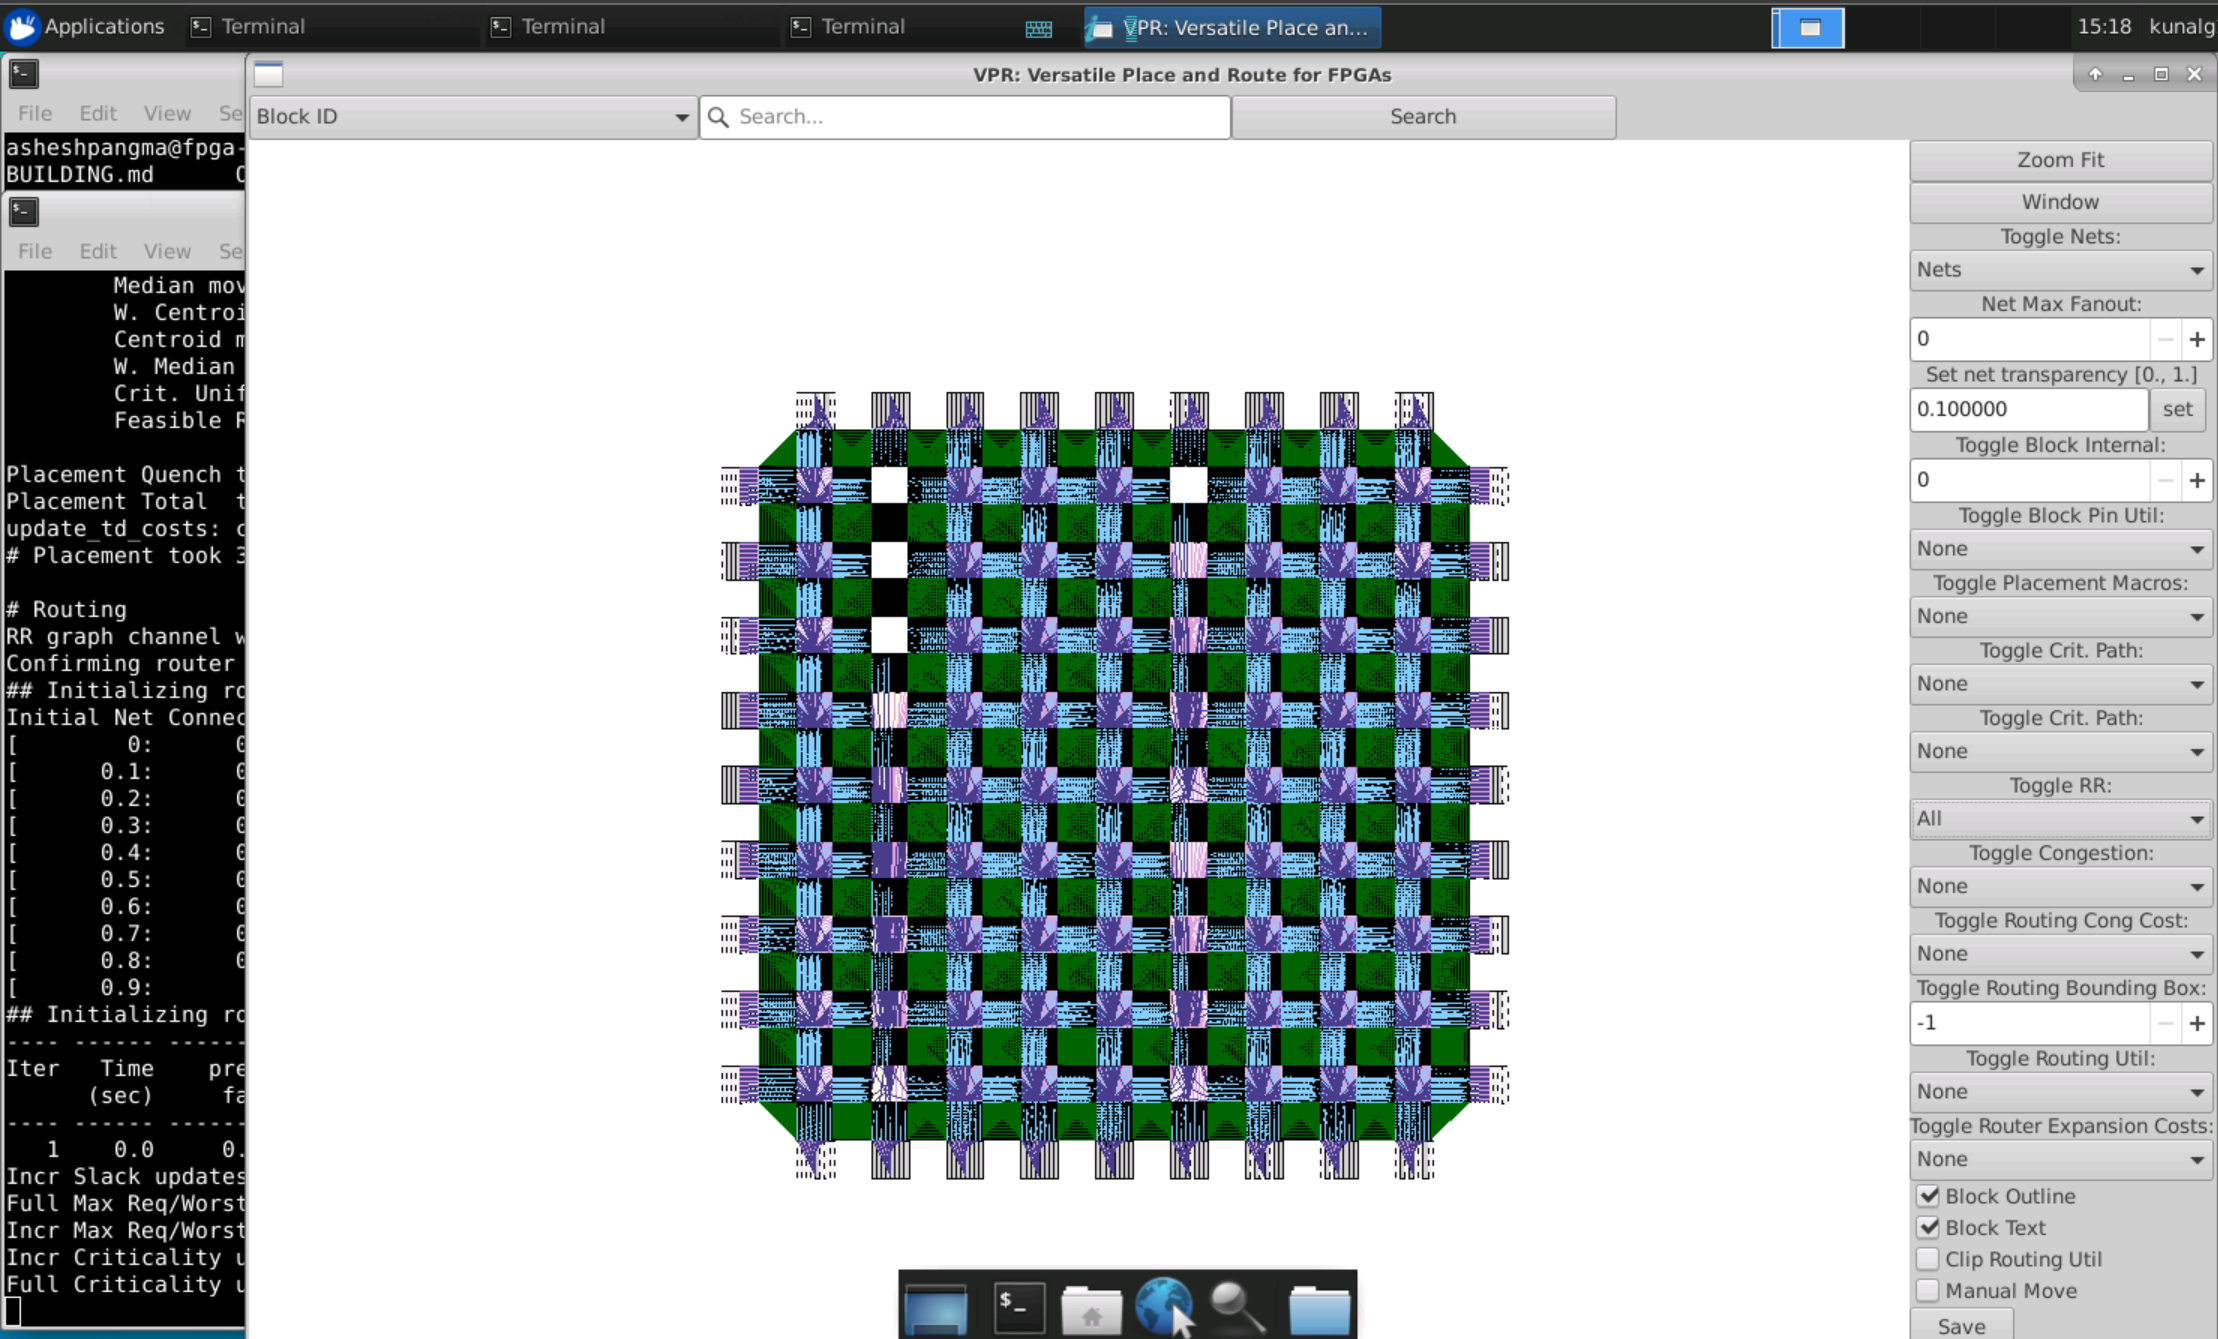 Applications
Terminal
Terminal
Terminal
VPR: Versatile Place an...
15:18
kunalg
VPR: Versatile Place and Route for FPGAs
File Edit View Se
asheshpangma@fpga-
BUILDING.md
File Edit View Se
Median mov
W. Centroi
Centroid m
W. Median
Crit. Unif
Feasible R
Placement Quench t
Placement Total t
update_td_costs: c
# Placement took 3
# Routing
RR graph channel w
Confirming router
## Initializing ro
Initial Net Connec
[ 0: 0
[ 0.1: 0
[ 0.2: 0
[ 0.3: 0
[ 0.4: 0
[ 0.5: 0
[ 0.6: 0
[ 0.7: 0
[ 0.8: 0
[ 0.9:
## Initializing ro
---- ------ ------
Iter Time pre
(sec) fa
---- ------ ------
1 0.0 0.
Incr Slack updates
Full Max Req/Worst
Incr Max Req/Worst
Incr Criticality u
Full Criticality u
Block ID
Search...
Search
Zoom Fit
Window
Toggle Nets:
Nets
Net Max Fanout:
0
Set net transparency [0., 1.]
0.100000
set
Toggle Block Internal:
0
Toggle Block Pin Util:
None
Toggle Placement Macros:
None
Toggle Crit. Path:
None
Toggle Crit. Path:
None
Toggle RR:
All
Toggle Congestion:
None
Toggle Routing Cong Cost:
None
Toggle Routing Bounding Box:
-1
Toggle Routing Util:
None
Toggle Router Expansion Costs:
None
Block Outline
Block Text
Clip Routing Util
Manual Move
Save